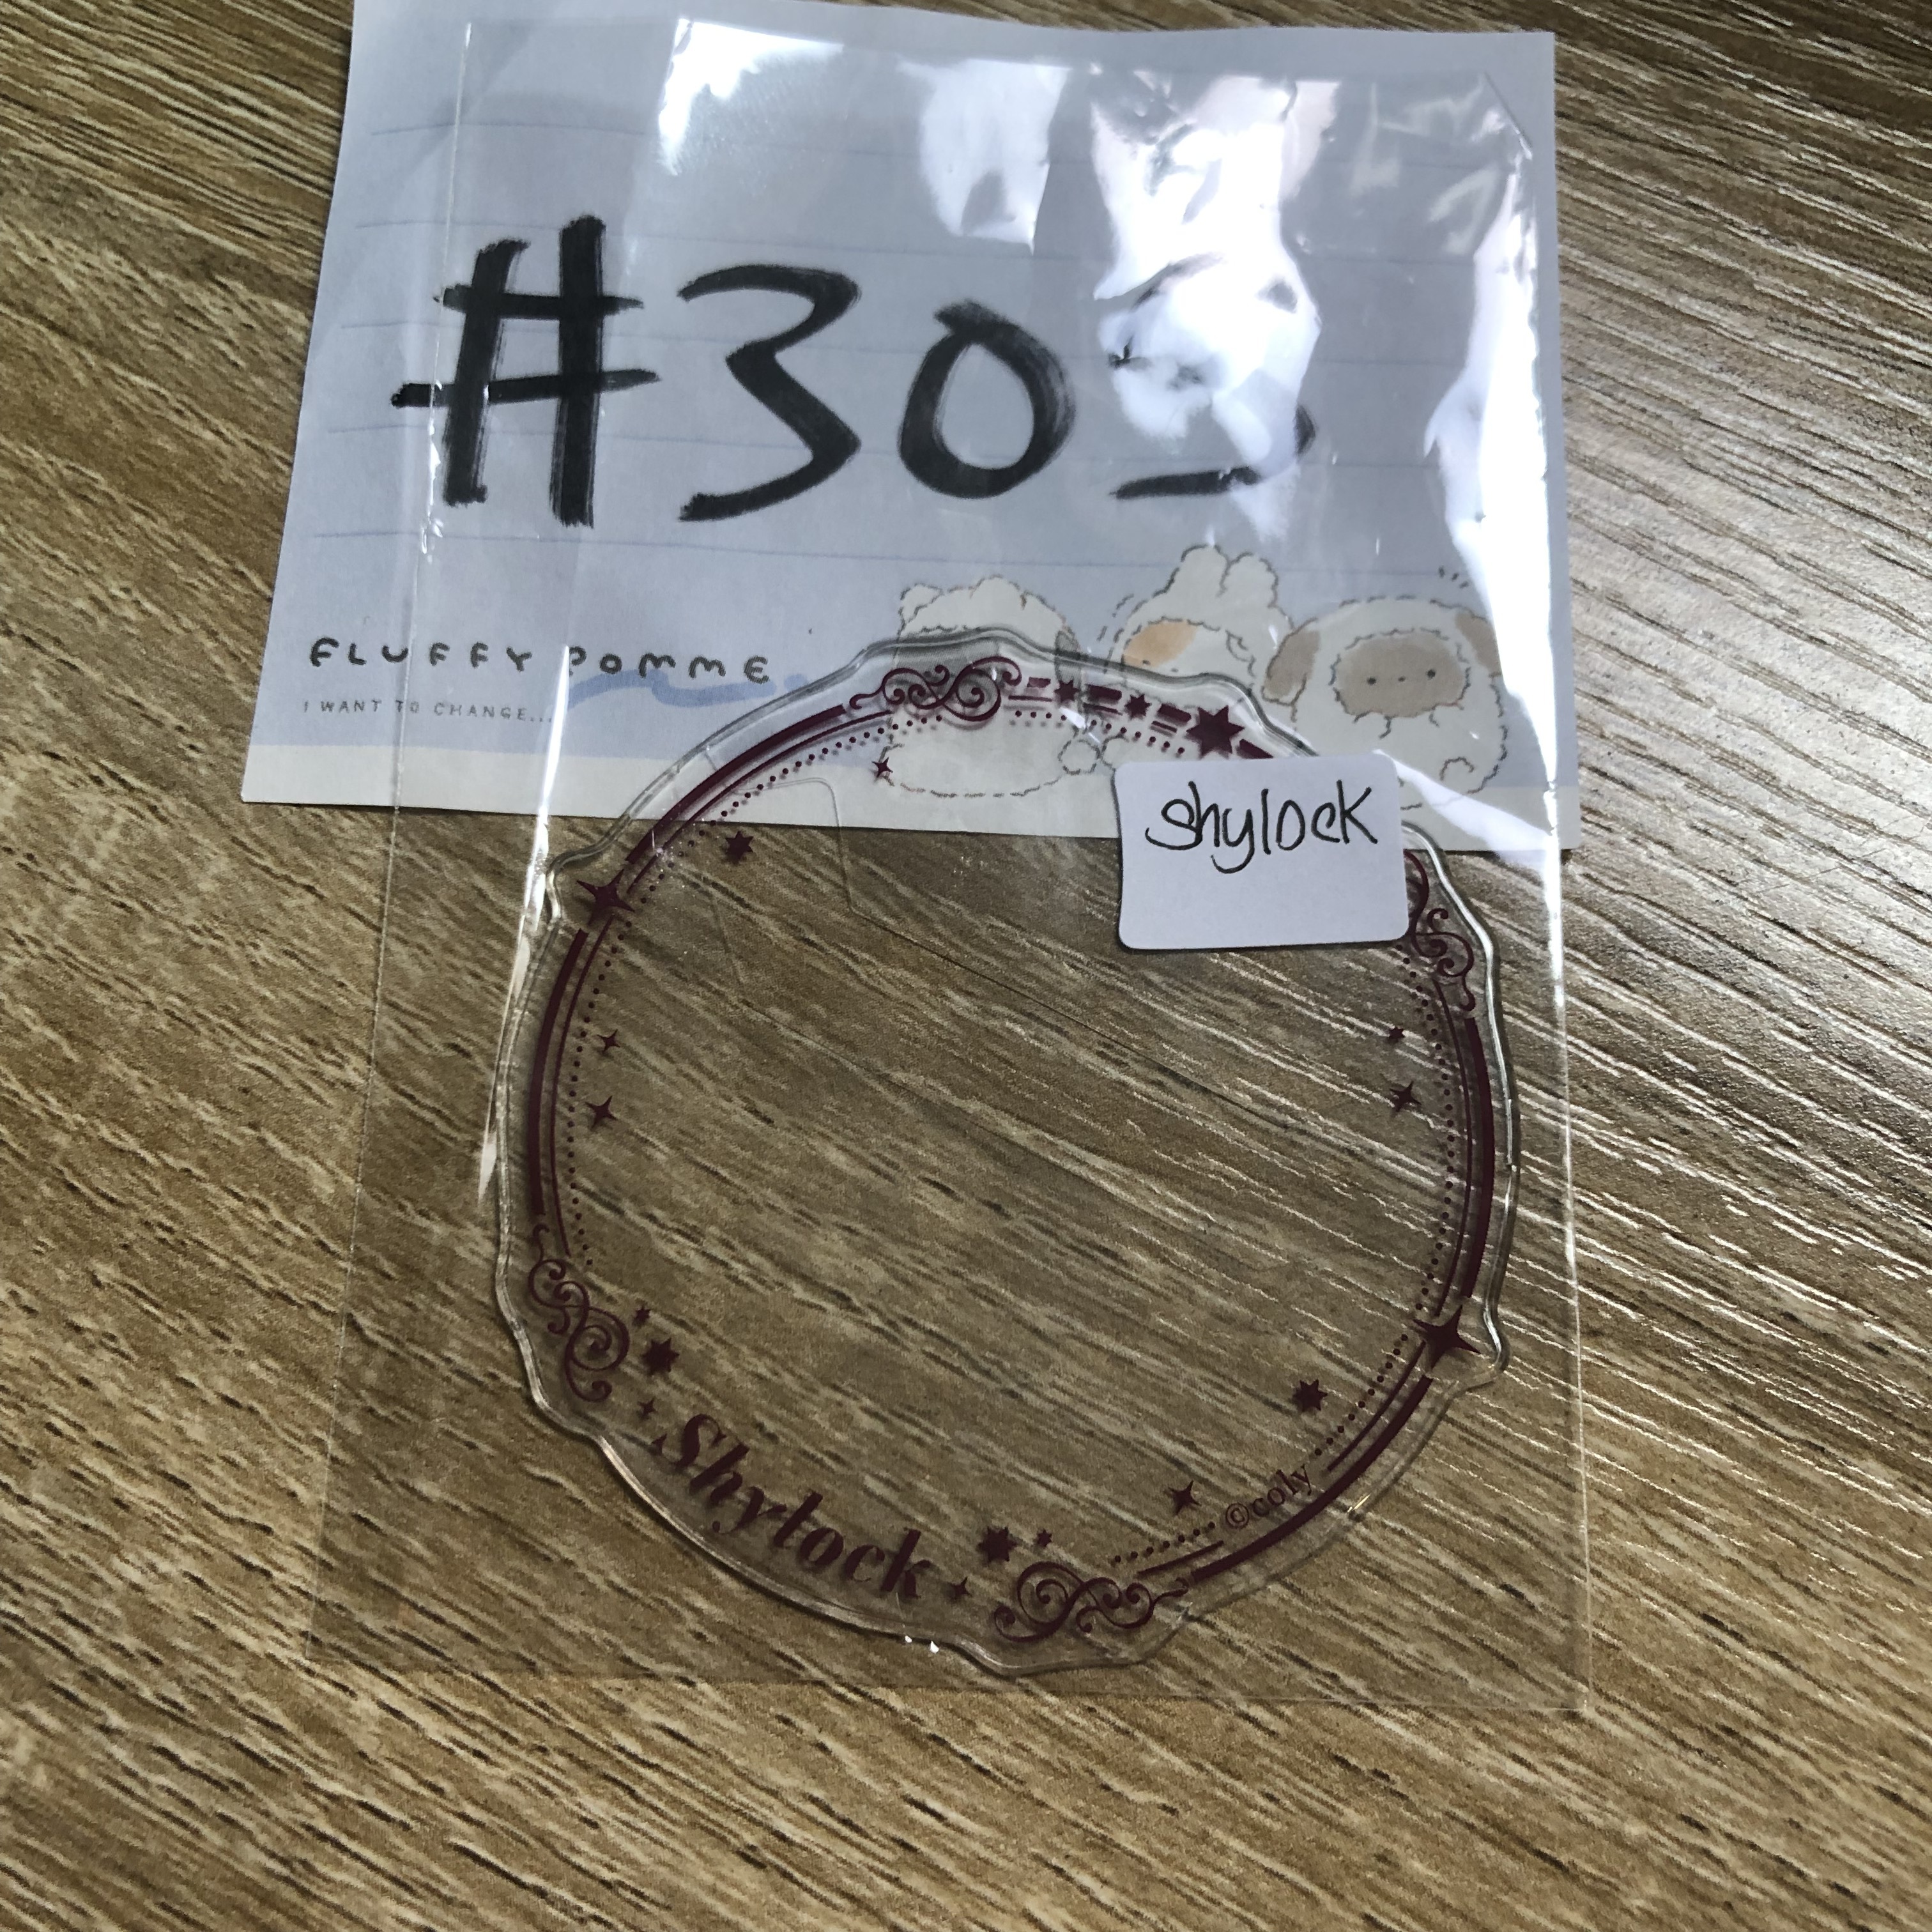 #30
FLUFFY POMME
I WANT TO CHANGE...
shylock
Shylock
©coly